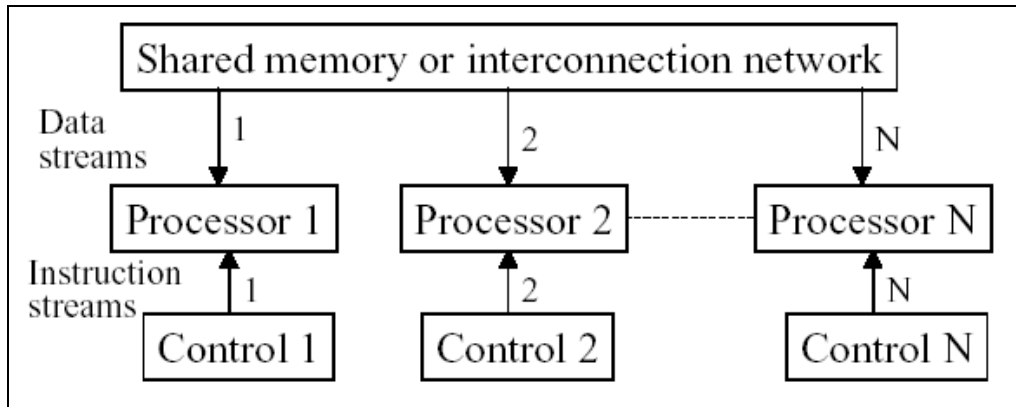 Shared memory or interconnection network
Data
streams
1
2
N
Processor 1
Processor 2
Processor N
Instruction
streams
1
2
N
Control 1
Control 2
Control N